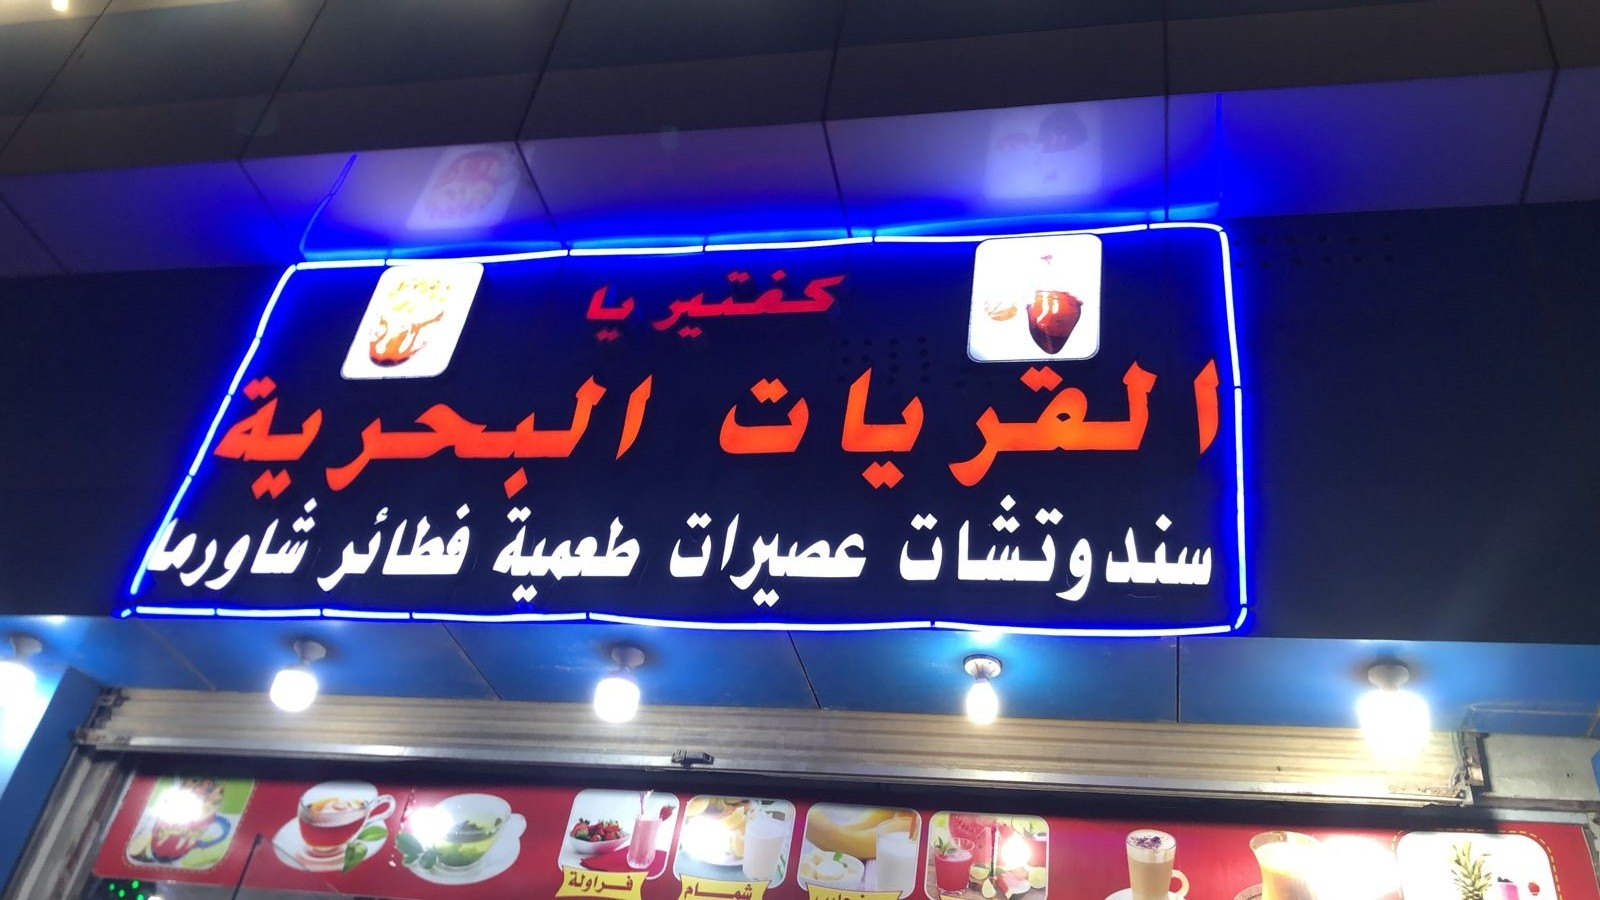 كفتيريا
القريات البحرية
سندوتشات عصيرات طعمية فطائر شاورما
فراولة
شمام